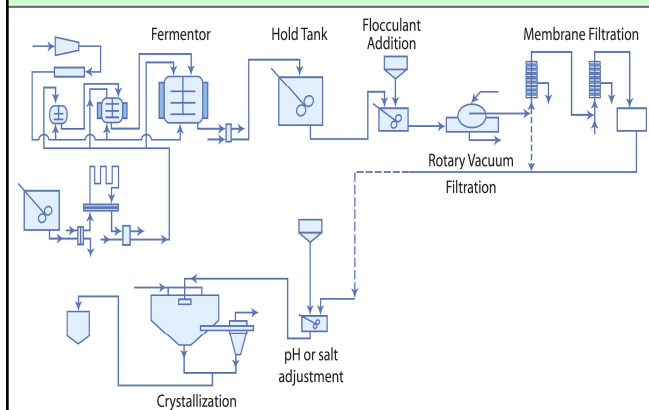 Fermentor
Hold Tank
Flocculant
Addition
Membrane Filtration
Rotary Vacuum
Filtration
pH or salt
adjustment
Crystallization